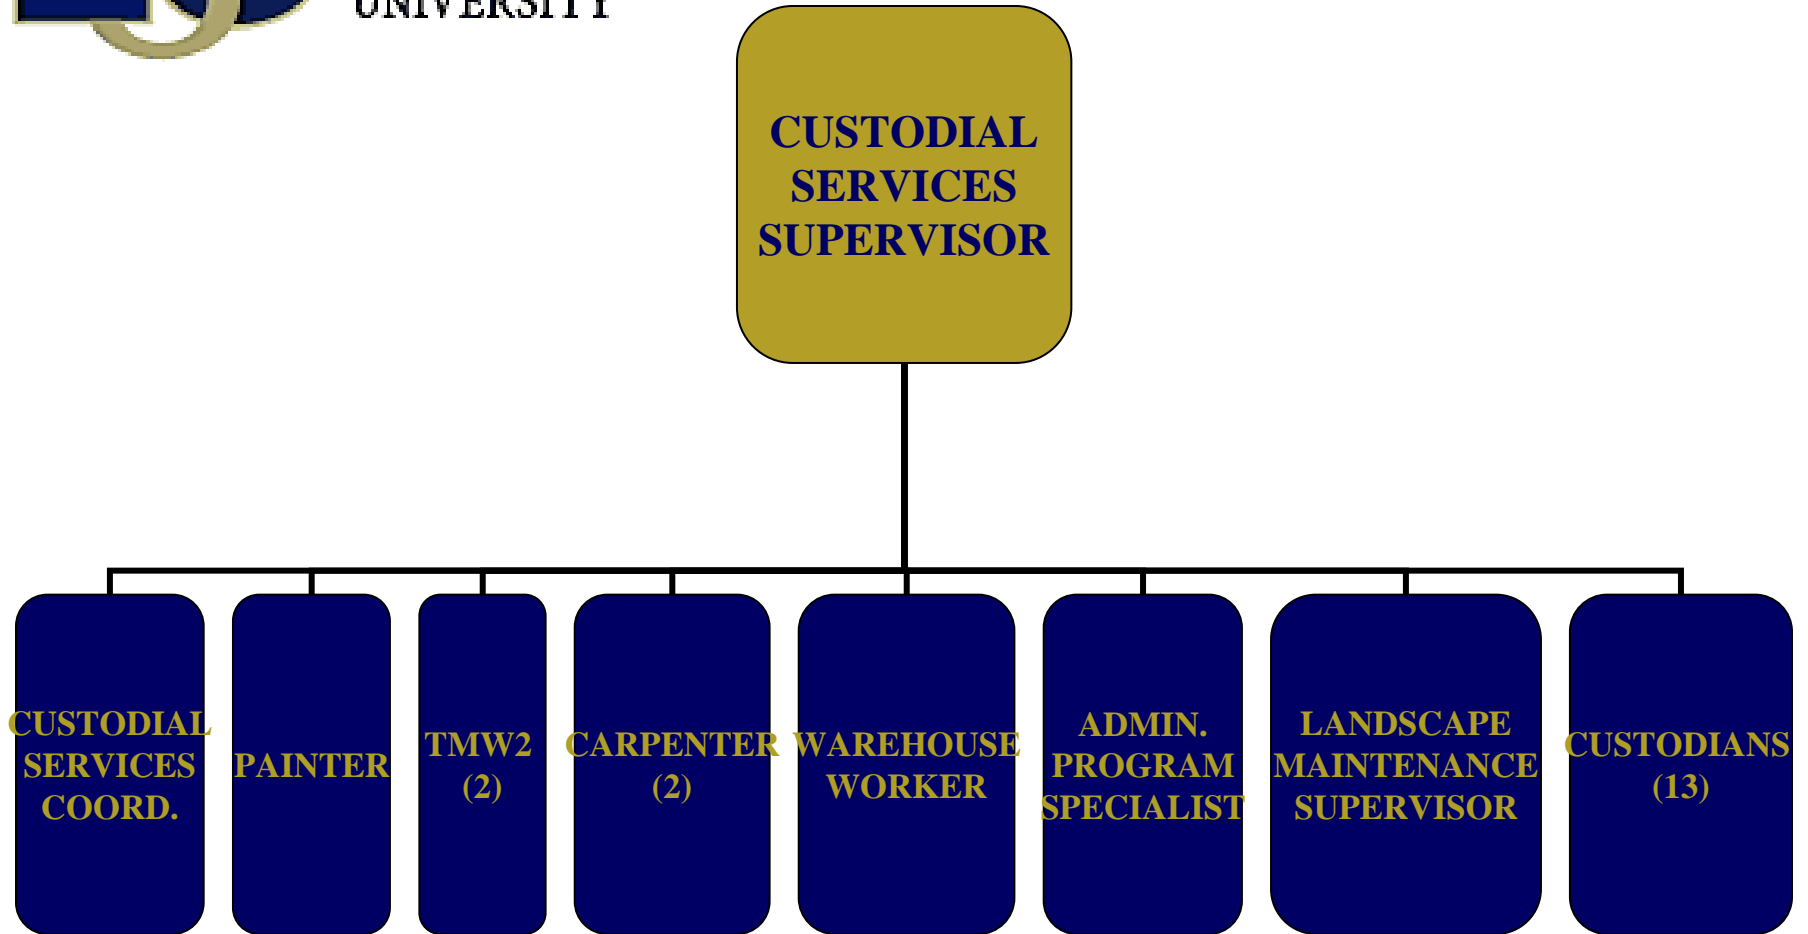 UNIVERSITY
CUSTODIAL
SERVICES
SUPERVISOR
CUSTODIAL
SERVICES
COORD.
PAINTER
TMW2
(2)
CARPENTER
(2)
WAREHOUSE
WORKER
ADMIN.
PROGRAM
SPECIALIST
LANDSCAPE
MAINTENANCE
SUPERVISOR
CUSTODIANS
(13)